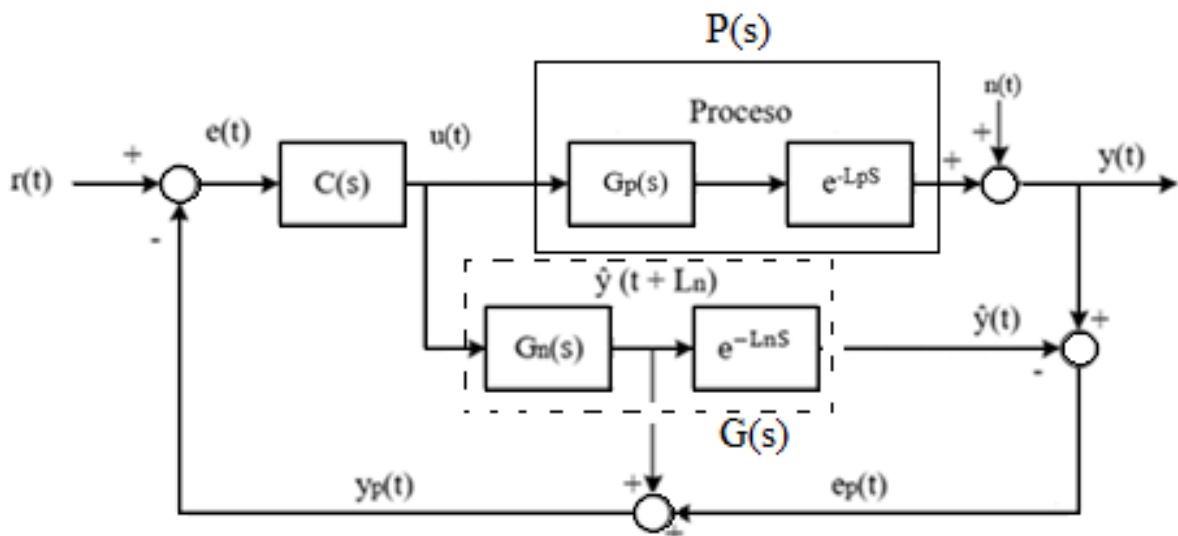 P(s)
n(t)
Proceso
e(t)
u(t)
+
+
+
y(t)
r(t)
C(s)
Gp(s)
e-LpS
-
ŷ (t + Ln)
ŷ(t)
+
Gn(s)
e−LnS
-
G(s)
yp(t)
+
ep(t)
+